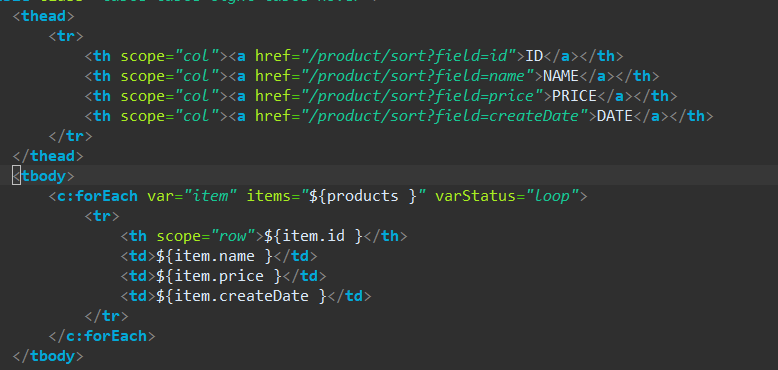 <thead>
<tr>
<th scope="col"><a href="/product/sort?field=id">ID</a></th>
<th scope="col"><a href="/product/sort?field=name">NAME</a></th>
<th scope="col"><a href="/product/sort?field=price">PRICE</a></th>
<th scope="col"><a href="/product/sort?field=createDate">DATE</a></th>
</tr>
</thead>
<tbody>
<c:forEach var="item" items="${products }" varStatus="loop">
<tr>
<th scope="row">${item.id }</th>
<td>${item.name }</td>
<td>${item.price }</td>
<td>${item.createDate }</td>
</tr>
</c:forEach>
</tbody>